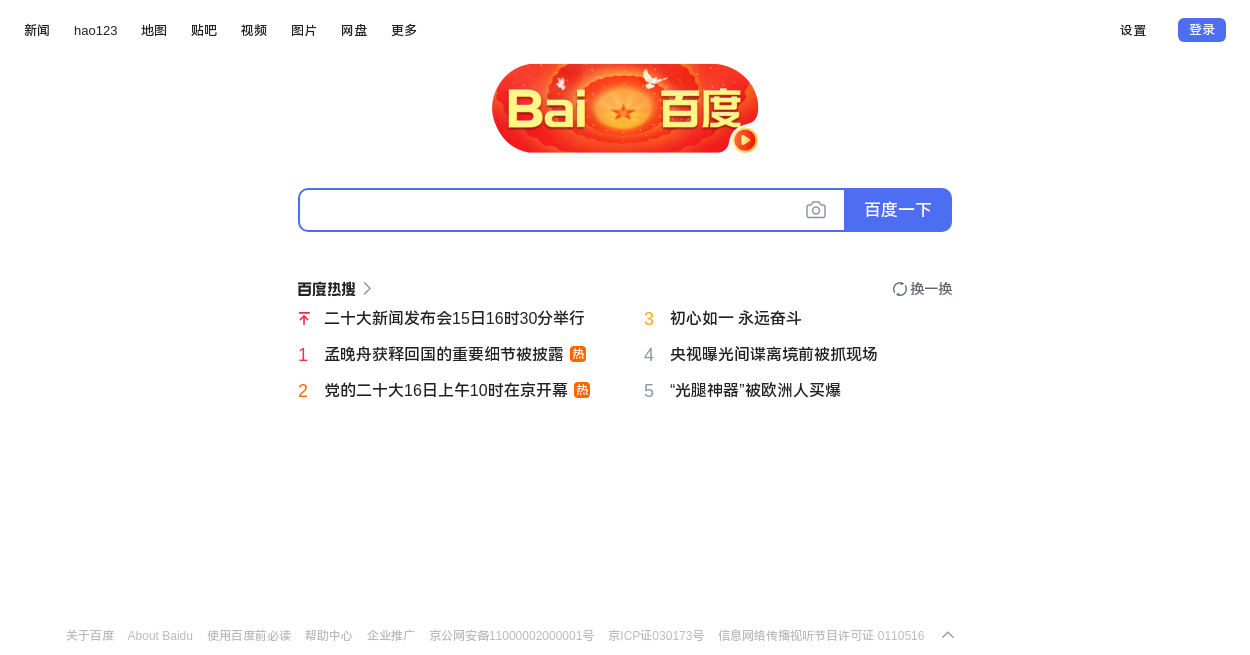 新闻 hao123 地图 贴吧 视频 图片 网盘 更多 设置 登录
Bai 百度
百度一下
百度热搜 换一换
二十大新闻发布会15日16时30分举行
1 孟晚舟获释回国的重要细节被披露 热
2 党的二十大16日上午10时在京开幕 热
3 初心如一 永远奋斗
4 央视曝光间谍离境前被抓现场
5 “光腿神器”被欧洲人买爆
关于百度 About Baidu 使用百度前必读 帮助中心 企业推广 京公网安备11000002000001号 京ICP证030173号 信息网络传播视听节目许可证 0110516